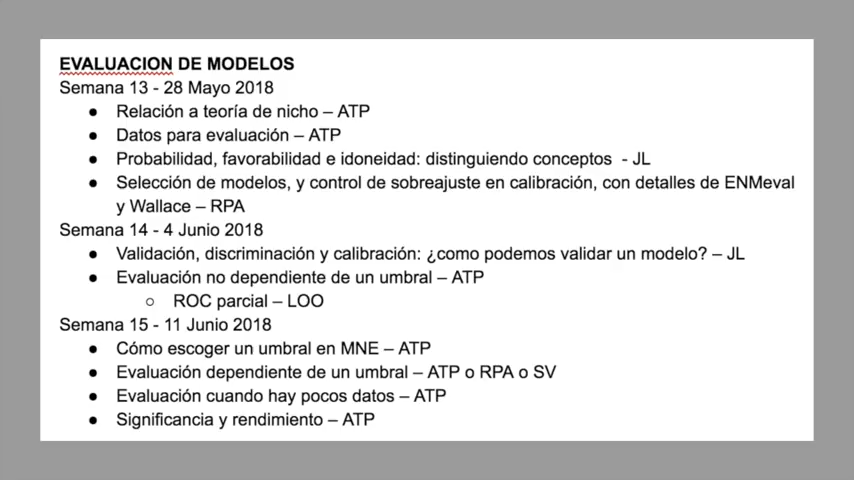 EVALUACION DE MODELOS
Semana 13 - 28 Mayo 2018
● Relación a teoría de nicho – ATP
● Datos para evaluación – ATP
● Probabilidad, favorabilidad e idoneidad: distinguiendo conceptos - JL
● Selección de modelos, y control de sobreajuste en calibración, con detalles de ENMeval
y Wallace – RPA
Semana 14 - 4 Junio 2018
● Validación, discriminación y calibración: ¿como podemos validar un modelo? – JL
● Evaluación no dependiente de un umbral – ATP
○ ROC parcial – LOO
Semana 15 - 11 Junio 2018
● Cómo escoger un umbral en MNE – ATP
● Evaluación dependiente de un umbral – ATP o RPA o SV
● Evaluación cuando hay pocos datos – ATP
● Significancia y rendimiento – ATP